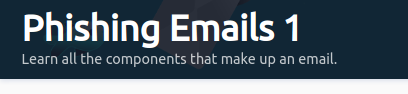 Phishing Emails 1
Learn all the components that make up an email.